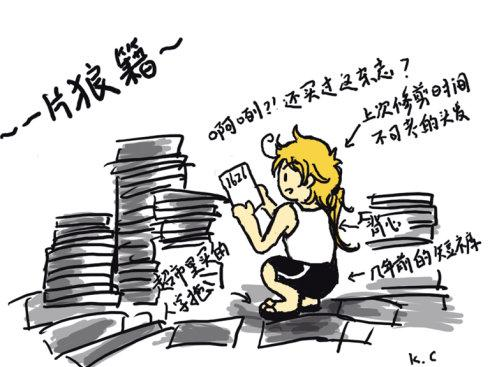 ~一片狼籍~
啊咧?!还买过这东西?
上次修剪时间
不可考的头发
1621
背心
几年前的短裤
超市里买的
人字拖
K.C